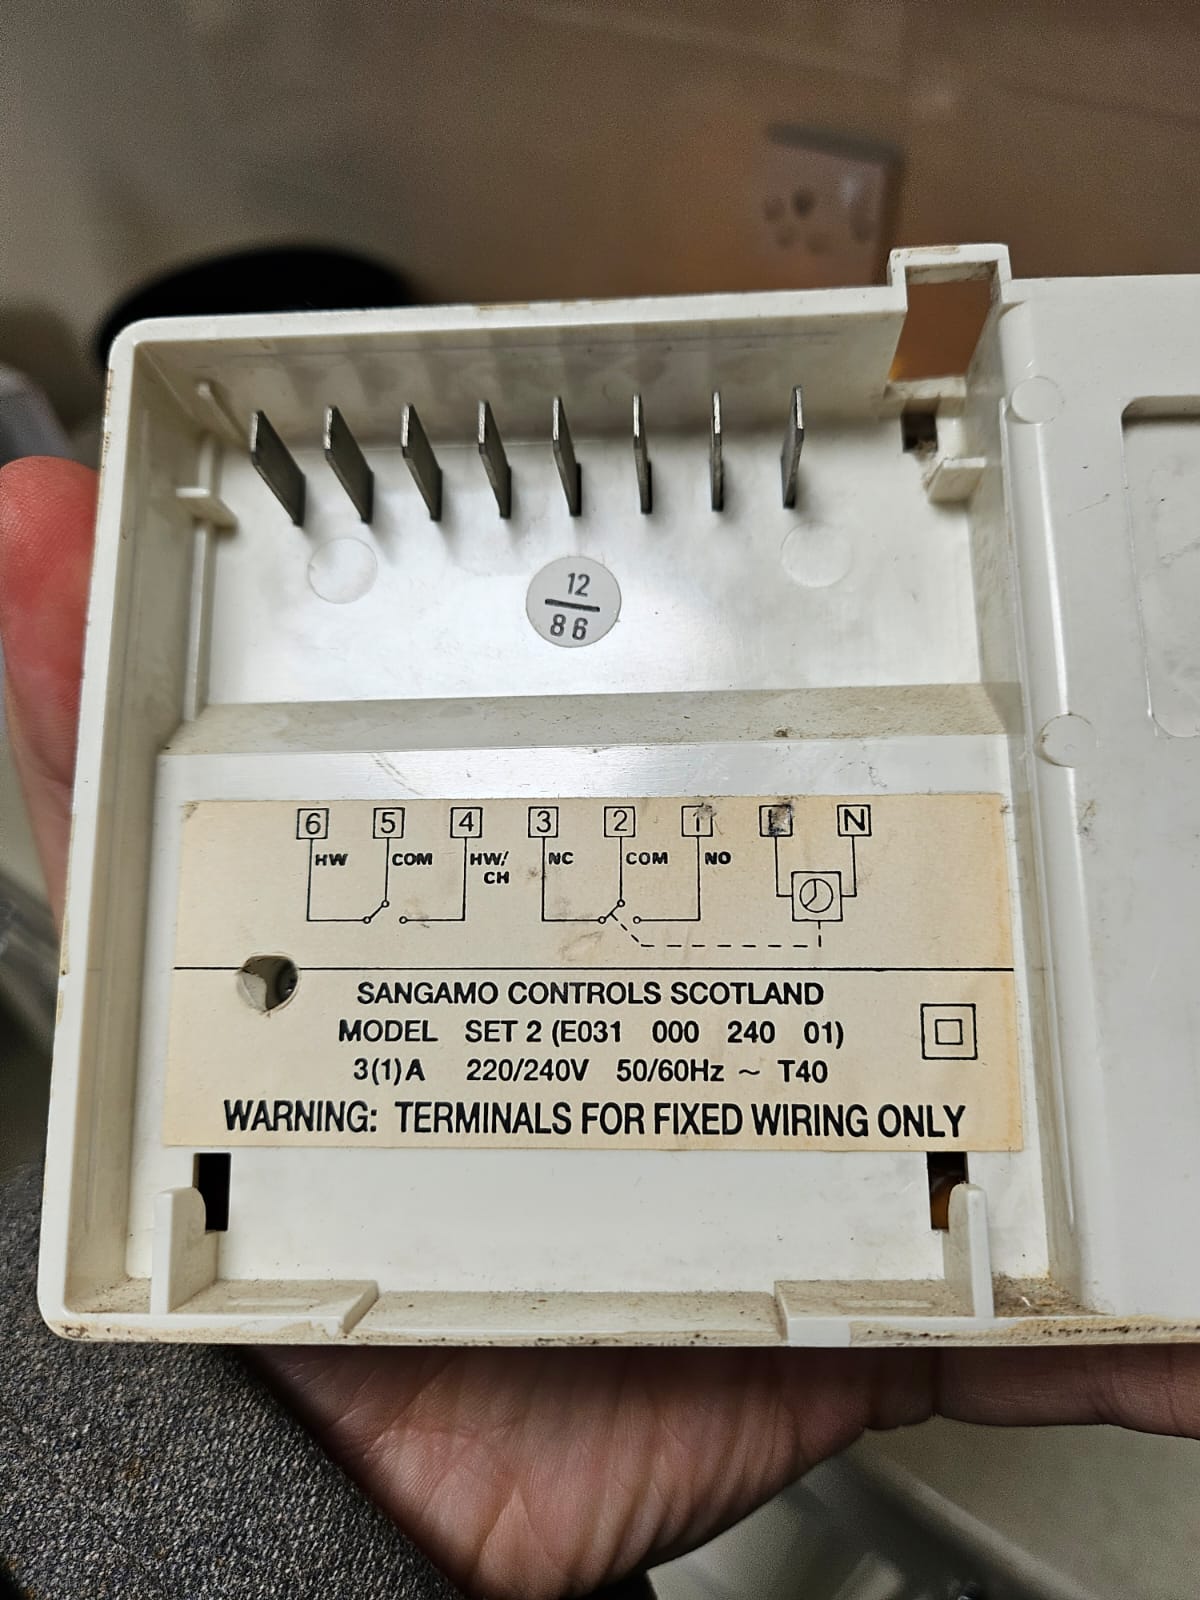 12
86
6 5 4 3 2 1 L N
HW COM HW/ NC COM NO
CH
SANGAMO CONTROLS SCOTLAND
MODEL SET 2 (E031 000 240 01)
3(1)A 220/240V 50/60Hz ~ T40
WARNING: TERMINALS FOR FIXED WIRING ONLY